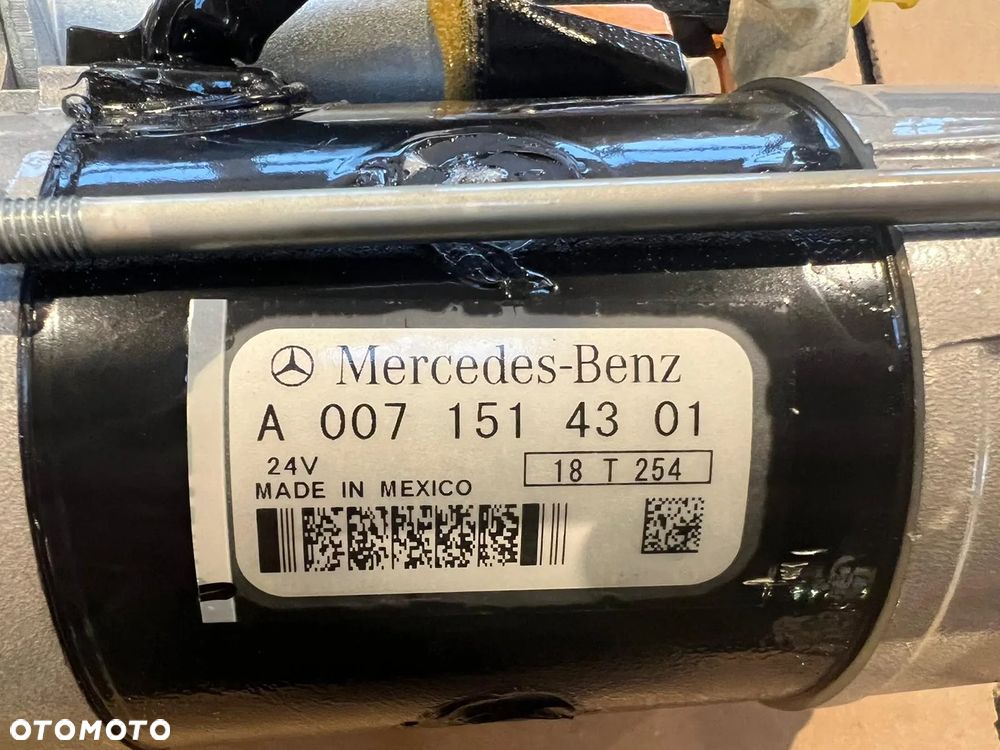 Mercedes-Benz
A 007 151 43 01
24V
18 T 254
MADE IN MEXICO
OTOMOTO